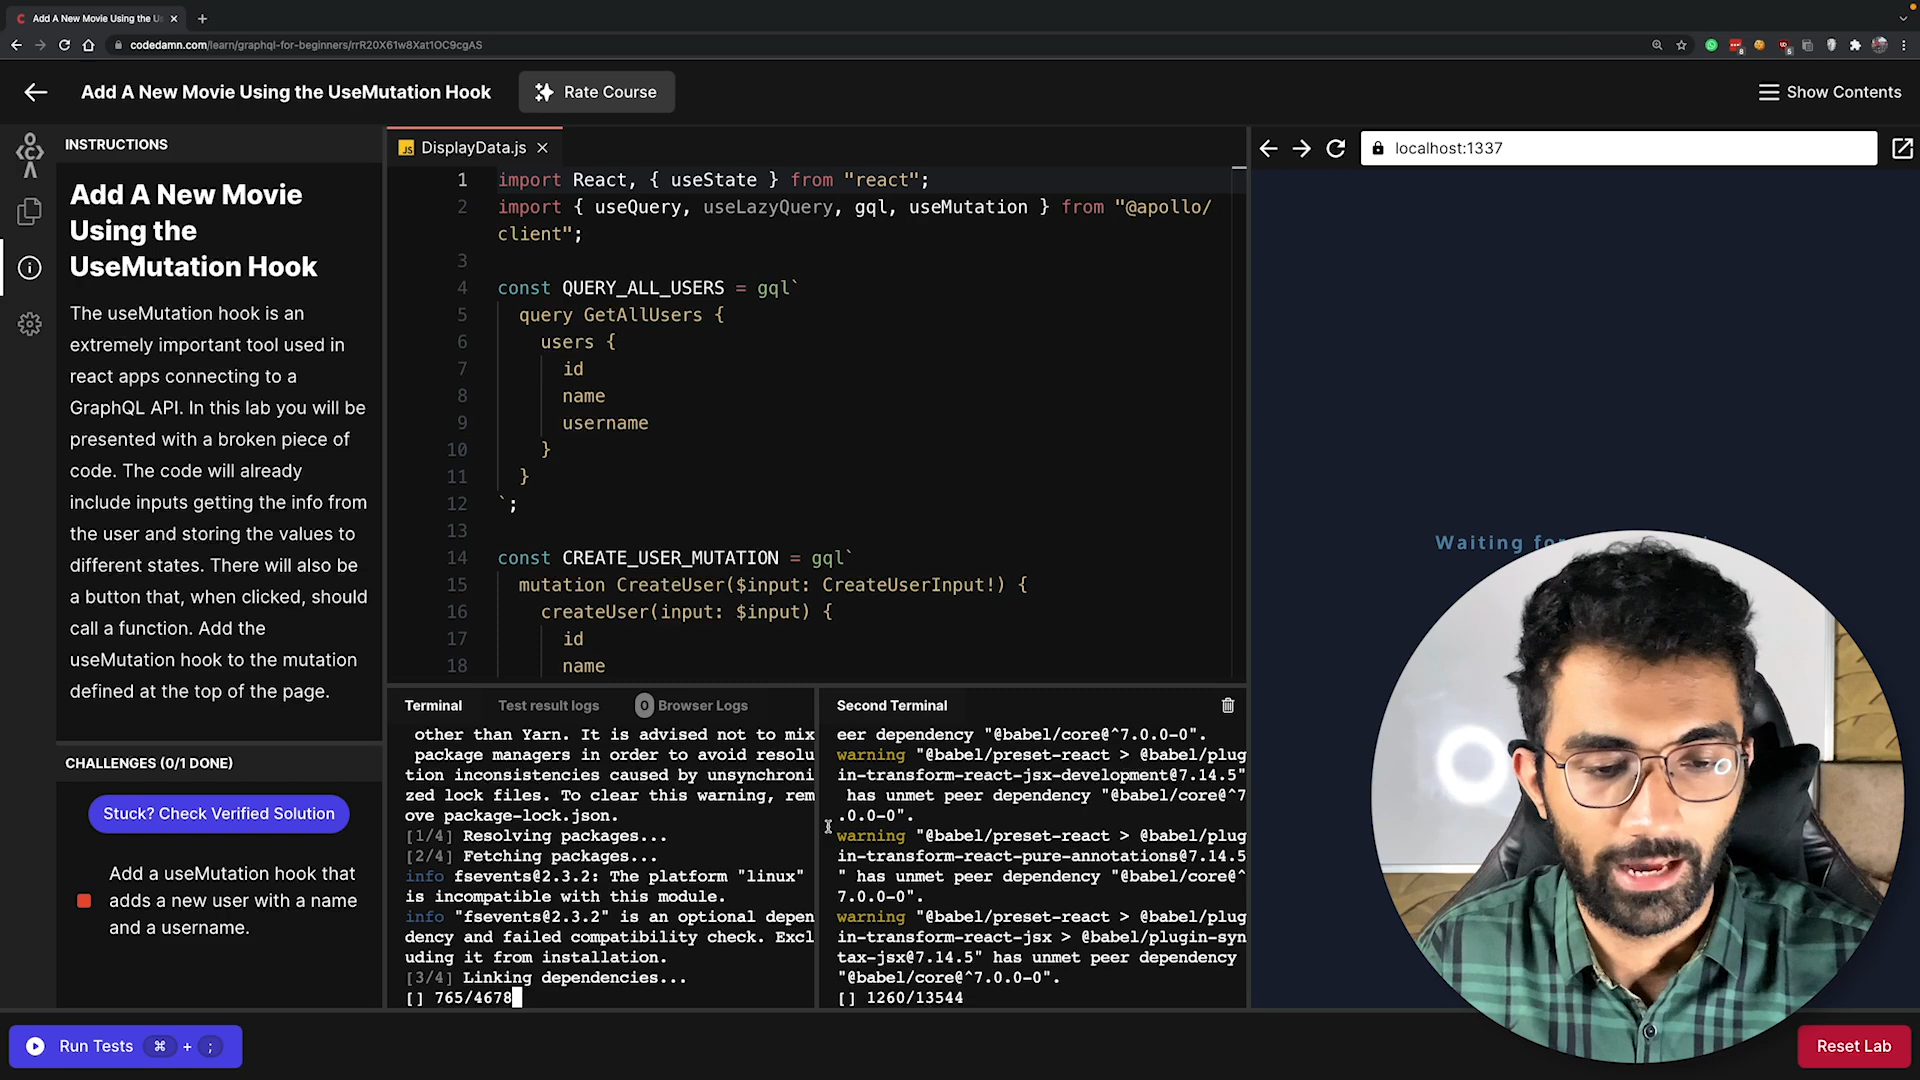 Add A New Movie Using the Us
codedamn.com/learn/graphql-for-beginners/rrR20X61w8Xat1OC9cgAS
Add A New Movie Using the UseMutation Hook
Rate Course
Show Contents
INSTRUCTIONS
Add A New Movie
Using the
UseMutation Hook
The useMutation hook is an
extremely important tool used in
react apps connecting to a
GraphQL API. In this lab you will be
presented with a broken piece of
code. The code will already
include inputs getting the info from
the user and storing the values to
different states. There will also be
a button that, when clicked, should
call a function. Add the
useMutation hook to the mutation
defined at the top of the page.
CHALLENGES (0/1 DONE)
Stuck? Check Verified Solution
Add a useMutation hook that
adds a new user with a name
and a username.
JS DisplayData.js
1 import React, { useState } from "react";
2 import { useQuery, useLazyQuery, gql, useMutation } from "@apollo/
client";
3
4 const QUERY_ALL_USERS = gql`
5 query GetAllUsers {
6 users {
7 id
8 name
9 username
10 }
11 }
12 `;
13
14 const CREATE_USER_MUTATION = gql`
15 mutation CreateUser($input: CreateUserInput!) {
16 createUser(input: $input) {
17 id
18 name
Terminal
Test result logs
0 Browser Logs
other than Yarn. It is advised not to mix
package managers in order to avoid resolu
tion inconsistencies caused by unsynchroni
zed lock files. To clear this warning, rem
ove package-lock.json.
[1/4] Resolving packages...
[2/4] Fetching packages...
info fsevents@2.3.2: The platform "linux"
is incompatible with this module.
info "fsevents@2.3.2" is an optional depen
dency and failed compatibility check. Excl
uding it from installation.
[3/4] Linking dependencies...
[] 765/4678
Second Terminal
eer dependency "@babel/core@^7.0.0-0".
warning "@babel/preset-react > @babel/plug
in-transform-react-jsx-development@7.14.5"
has unmet peer dependency "@babel/core@^7
.0.0-0".
warning "@babel/preset-react > @babel/plug
in-transform-react-pure-annotations@7.14.5
" has unmet peer dependency "@babel/core@^
7.0.0-0".
warning "@babel/preset-react > @babel/plug
in-transform-react-jsx > @babel/plugin-syn
tax-jsx@7.14.5" has unmet peer dependency
"@babel/core@^7.0.0-0".
[] 1260/13544
localhost:1337
Waiting for
Run Tests ⌘ + ;
Reset Lab